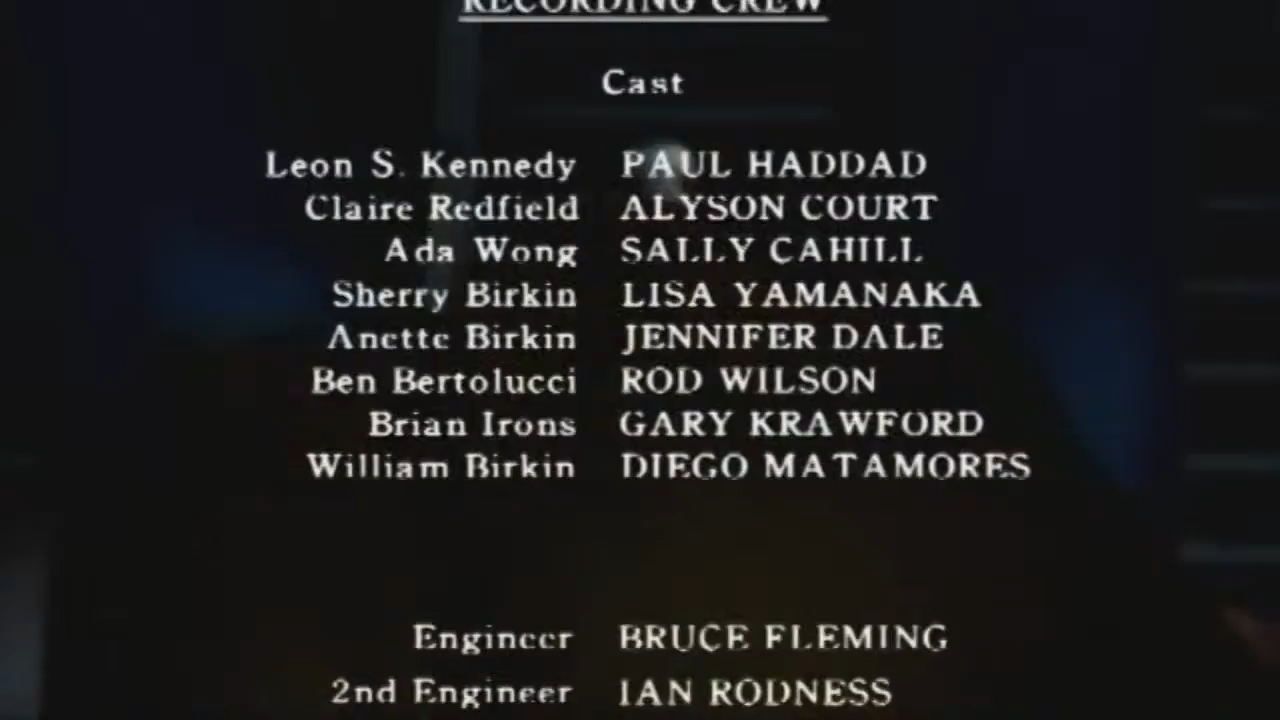 RECORDING CREW
Cast
Leon S. Kennedy PAUL HADDAD
Claire Redfield ALYSON COURT
Ada Wong SALLY CAHILL
Sherry Birkin LISA YAMANAKA
Anette Birkin JENNIFER DALE
Ben Bertolucci ROD WILSON
Brian Irons GARY KRAWFORD
William Birkin DIEGO MATAMORES
Engineer BRUCE FLEMING
2nd Engineer IAN RODNESS